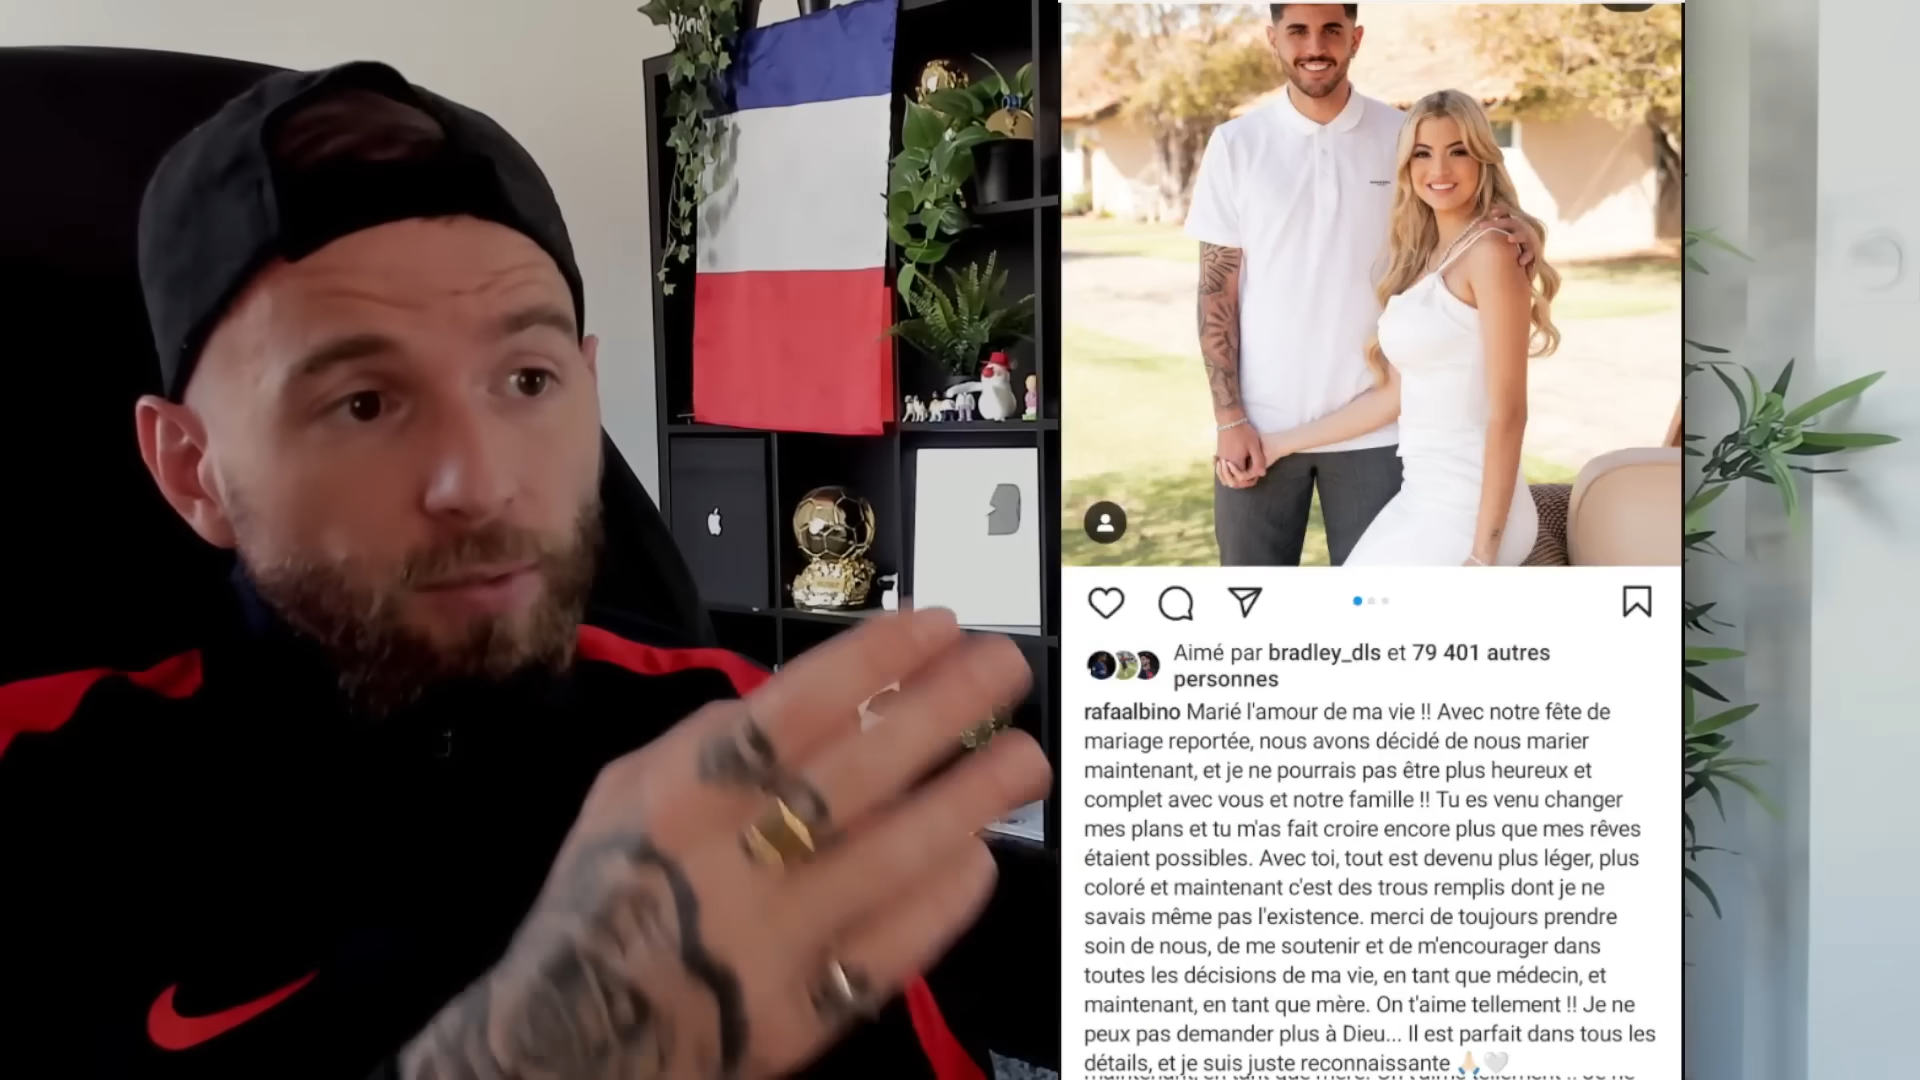 Aimé par bradley_dls et 79 401 autres
personnes
rafaalbino Marié l'amour de ma vie !! Avec notre fête de
mariage reportée, nous avons décidé de nous marier
maintenant, et je ne pourrais pas être plus heureux et
complet avec vous et notre famille !! Tu es venu changer
mes plans et tu m'as fait croire encore plus que mes rêves
étaient possibles. Avec toi, tout est devenu plus léger, plus
coloré et maintenant c'est des trous remplis dont je ne
savais même pas l'existence. merci de toujours prendre
soin de nous, de me soutenir et de m'encourager dans
toutes les décisions de ma vie, en tant que médecin, et
maintenant, en tant que mère. On t'aime tellement !! Je ne
peux pas demander plus à Dieu... Il est parfait dans tous les
détails, et je suis juste reconnaissante 🙏🏻🤍